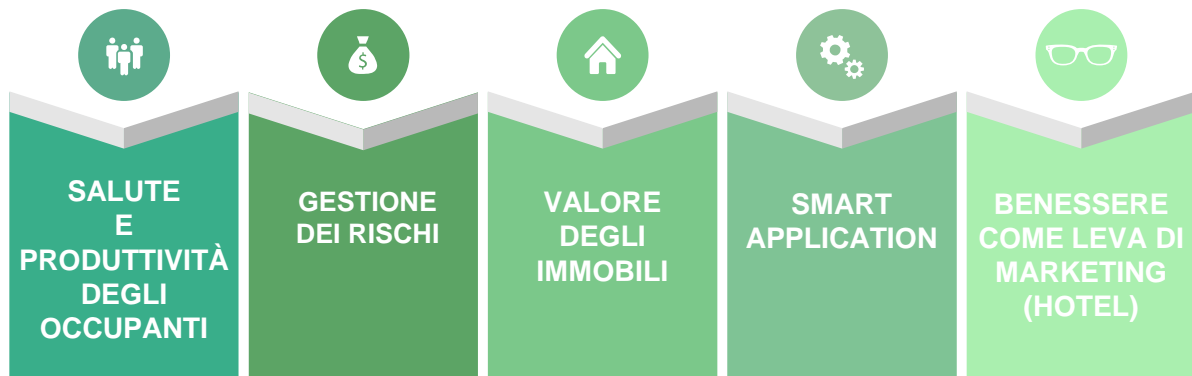 SALUTE
E
PRODUTTIVITÀ
DEGLI
OCCUPANTI
GESTIONE
DEI RISCHI
VALORE
DEGLI
IMMOBILI
SMART
APPLICATION
BENESSERE
COME LEVA DI
MARKETING
(HOTEL)
$